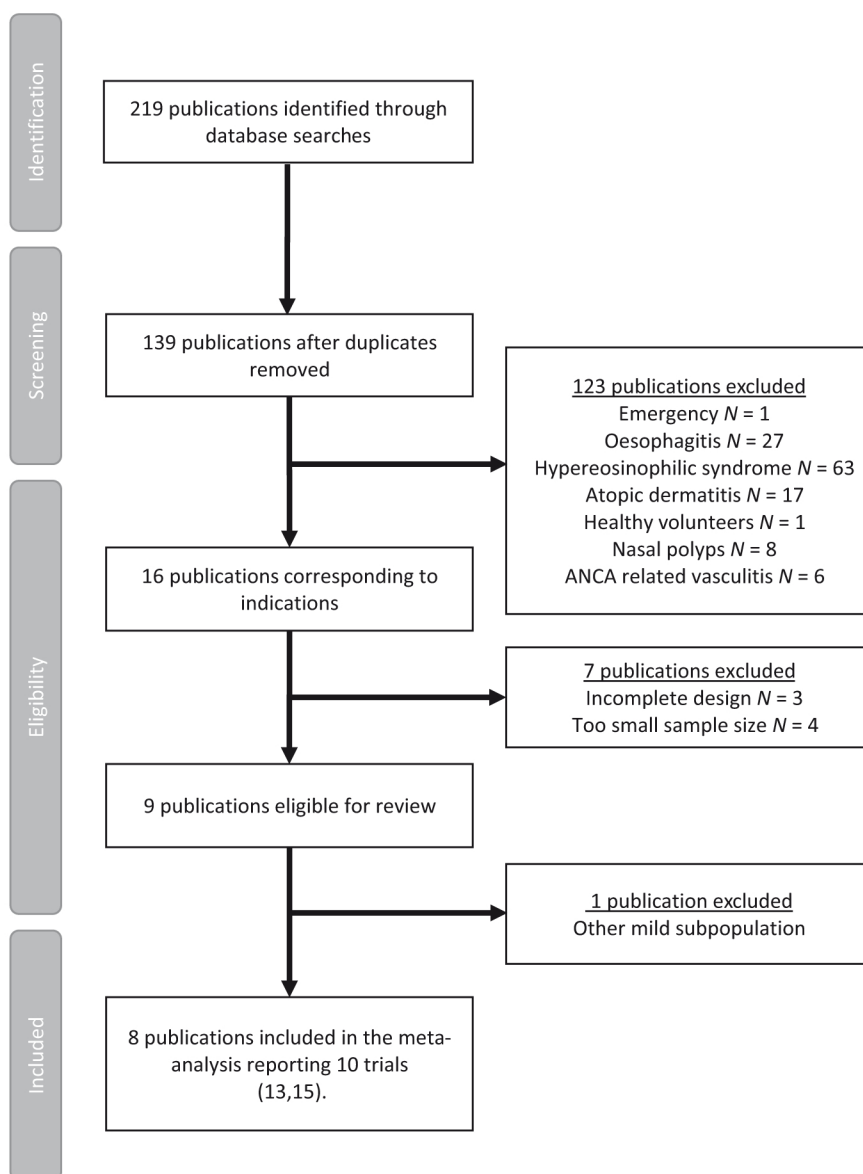 Identification
219 publications identified through
database searches
Screening
139 publications after duplicates
removed
123 publications excluded
Emergency N = 1
Oesophagitis N = 27
Hypereosinophilic syndrome N = 63
Atopic dermatitis N = 17
Healthy volunteers N = 1
Nasal polyps N = 8
ANCA related vasculitis N = 6
Eligibility
16 publications corresponding to
indications
7 publications excluded
Incomplete design N = 3
Too small sample size N = 4
9 publications eligible for review
1 publication excluded
Other mild subpopulation
Included
8 publications included in the meta-
analysis reporting 10 trials
(13,15).